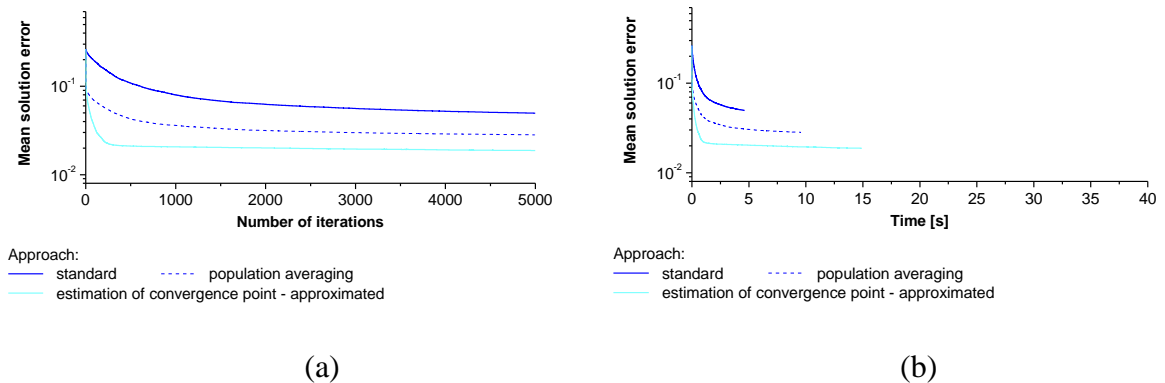 Mean solution error
10⁻¹
10⁻²
0 1000 2000 3000 4000 5000
Number of iterations
Approach:
standard population averaging
estimation of convergence point - approximated
(a)
Mean solution error
10⁻¹
10⁻²
0 5 10 15 20 25 30 35 40
Time [s]
Approach:
standard population averaging
estimation of convergence point - approximated
(b)